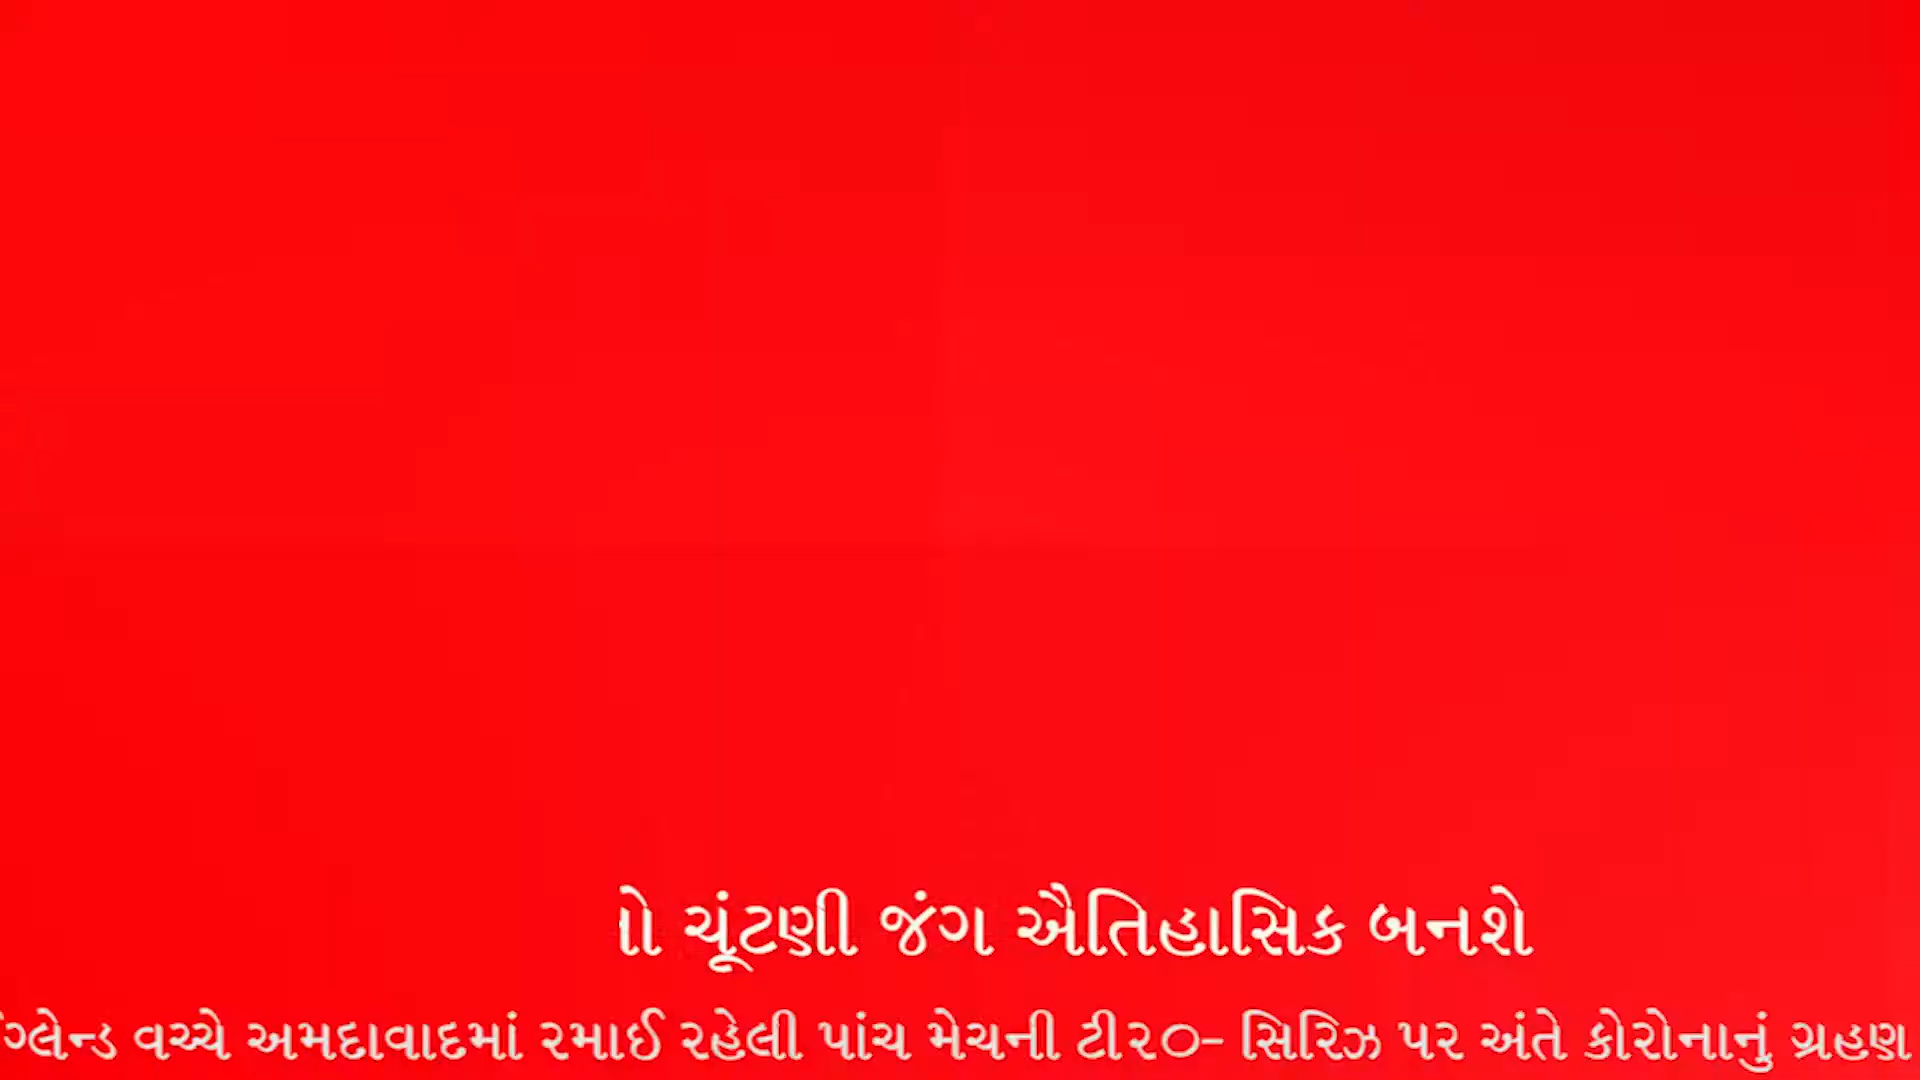 ચૂંટણી જંગ ઐતિહાસિક બનશે
વચ્ચે અમદાવાદમાં રમાઈ રહેલી પાંચ મેચની ટી૨૦- સિરિઝ પર અંતે કોરોનાનું ગ્રહણ